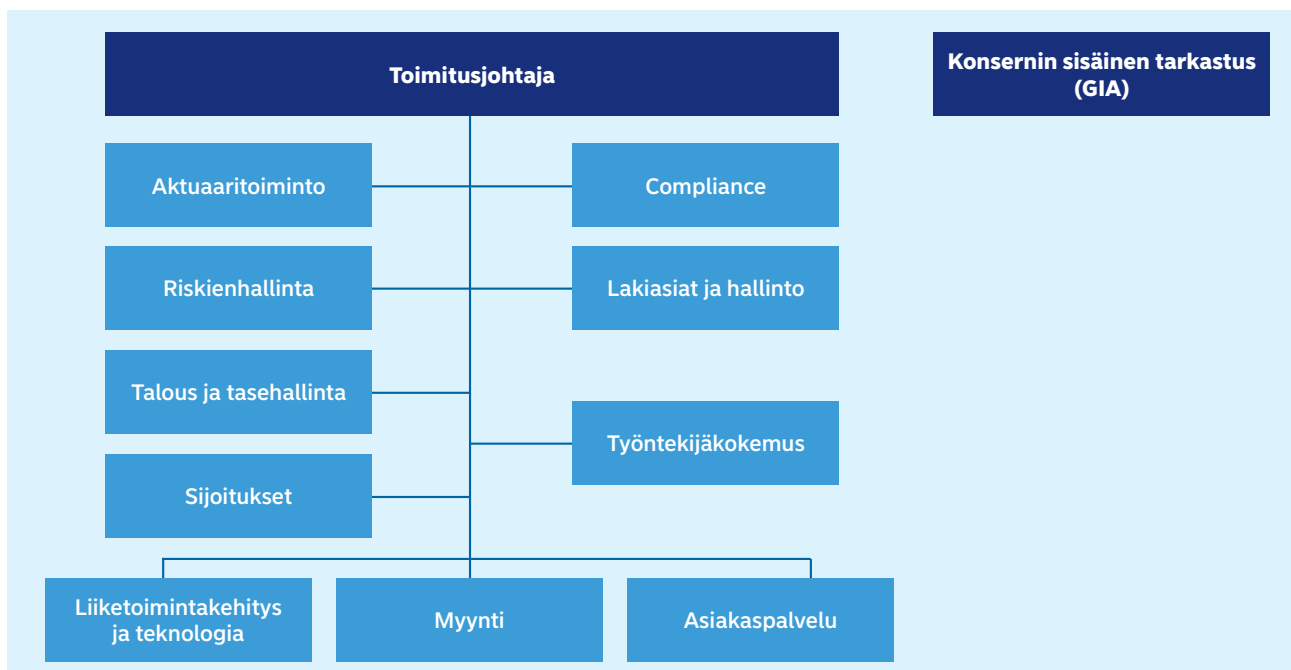 Toimitusjohtaja
Konsernin sisäinen tarkastus
(GIA)
Aktuaaritoiminto
Compliance
Riskienhallinta
Lakiasiat ja hallinto
Talous ja tasehallinta
Työntekijäkokemus
Sijoitukset
Liiketoimintakehitys
ja teknologia
Myynti
Asiakaspalvelu